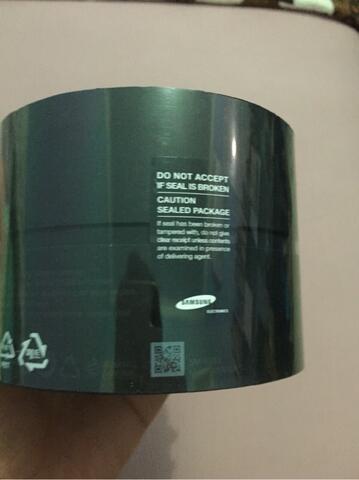 DO NOT ACCEPT
IF SEAL IS BROKEN
CAUTION
SEALED PACKAGE
If seal has been broken or
tampered with, do not give
clear receipt unless contents
are examined in presence
of delivering agent.
SAMSUNG
ELECTRONICS